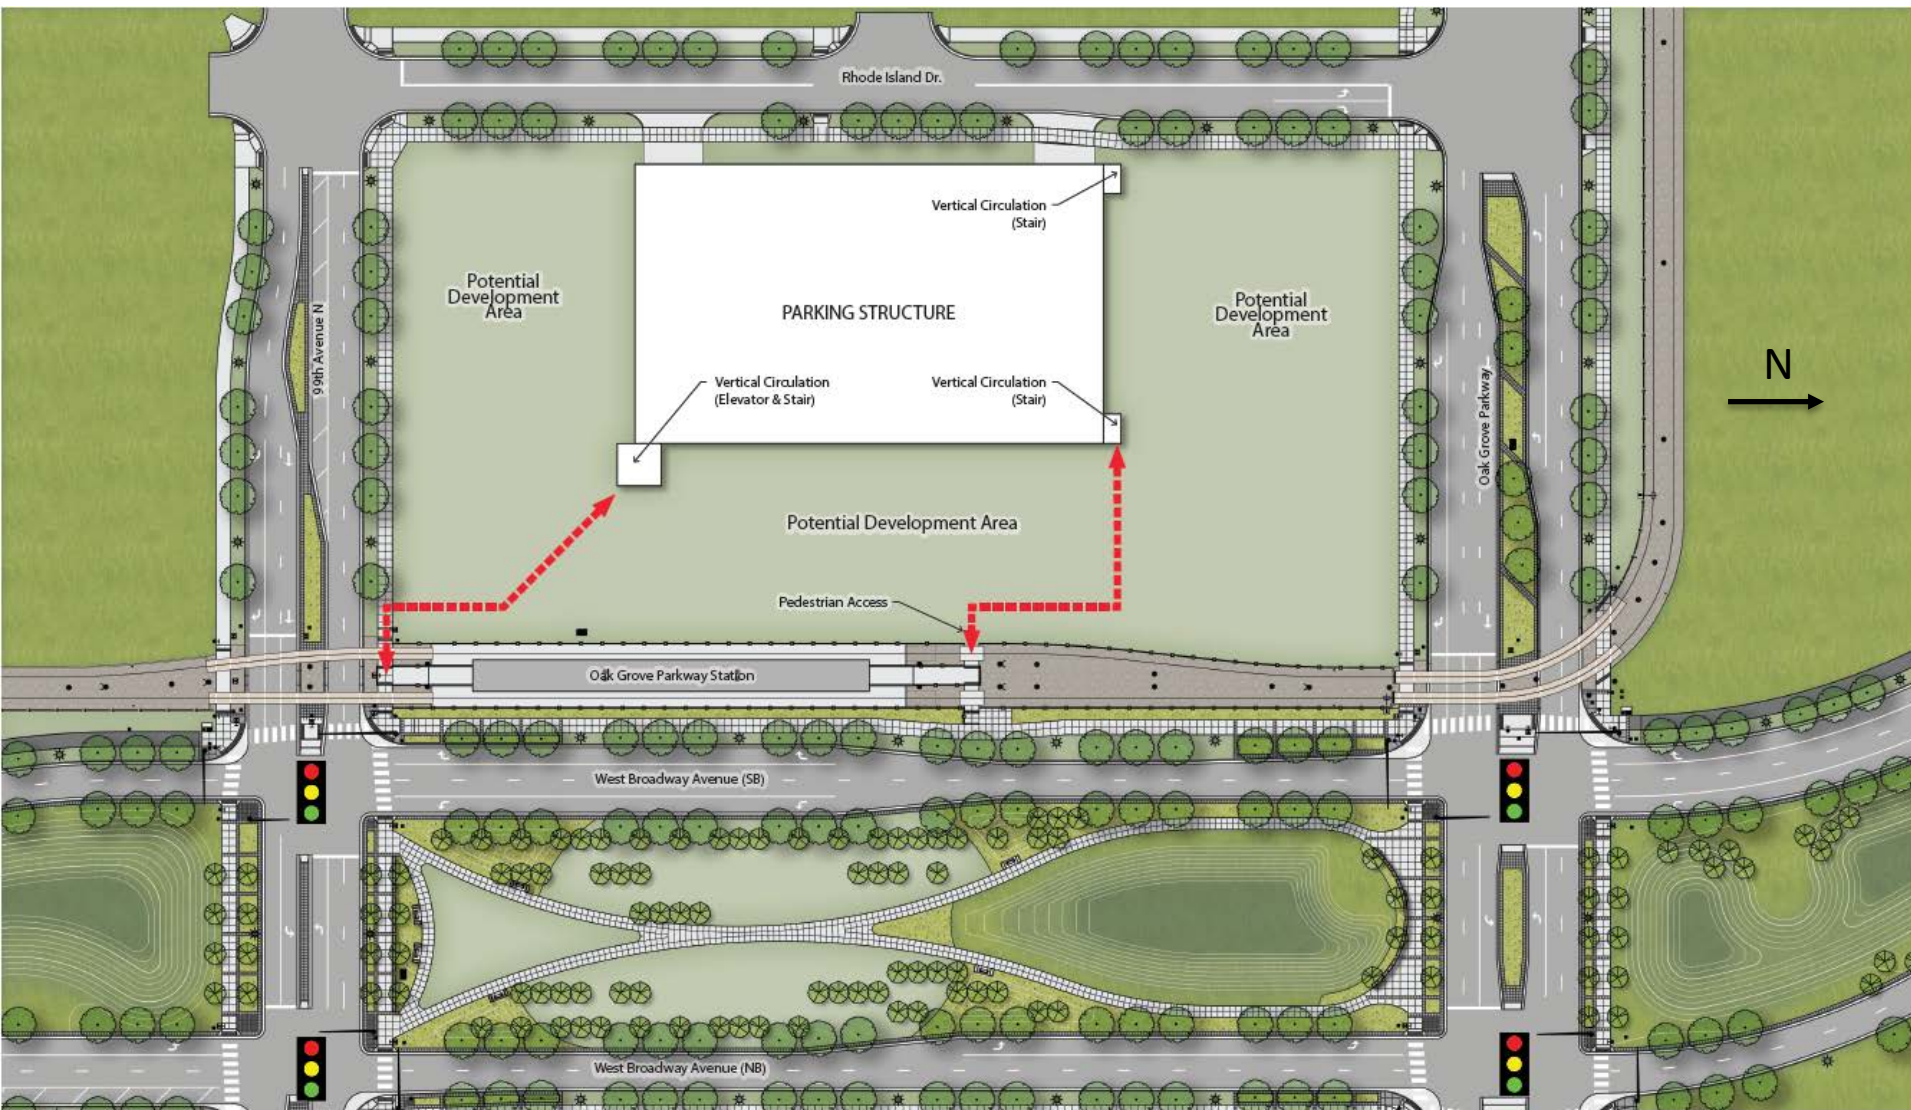 Rhode Island Dr.
Vertical Circulation
(Stair)
Potential
Development
Area
PARKING STRUCTURE
Potential
Development
Area
99th Avenue N
Vertical Circulation
(Elevator & Stair)
Vertical Circulation
(Stair)
Oak Grove Parkway
N
Potential Development Area
Pedestrian Access
Oak Grove Parkway Station
West Broadway Avenue (SB)
West Broadway Avenue (NB)